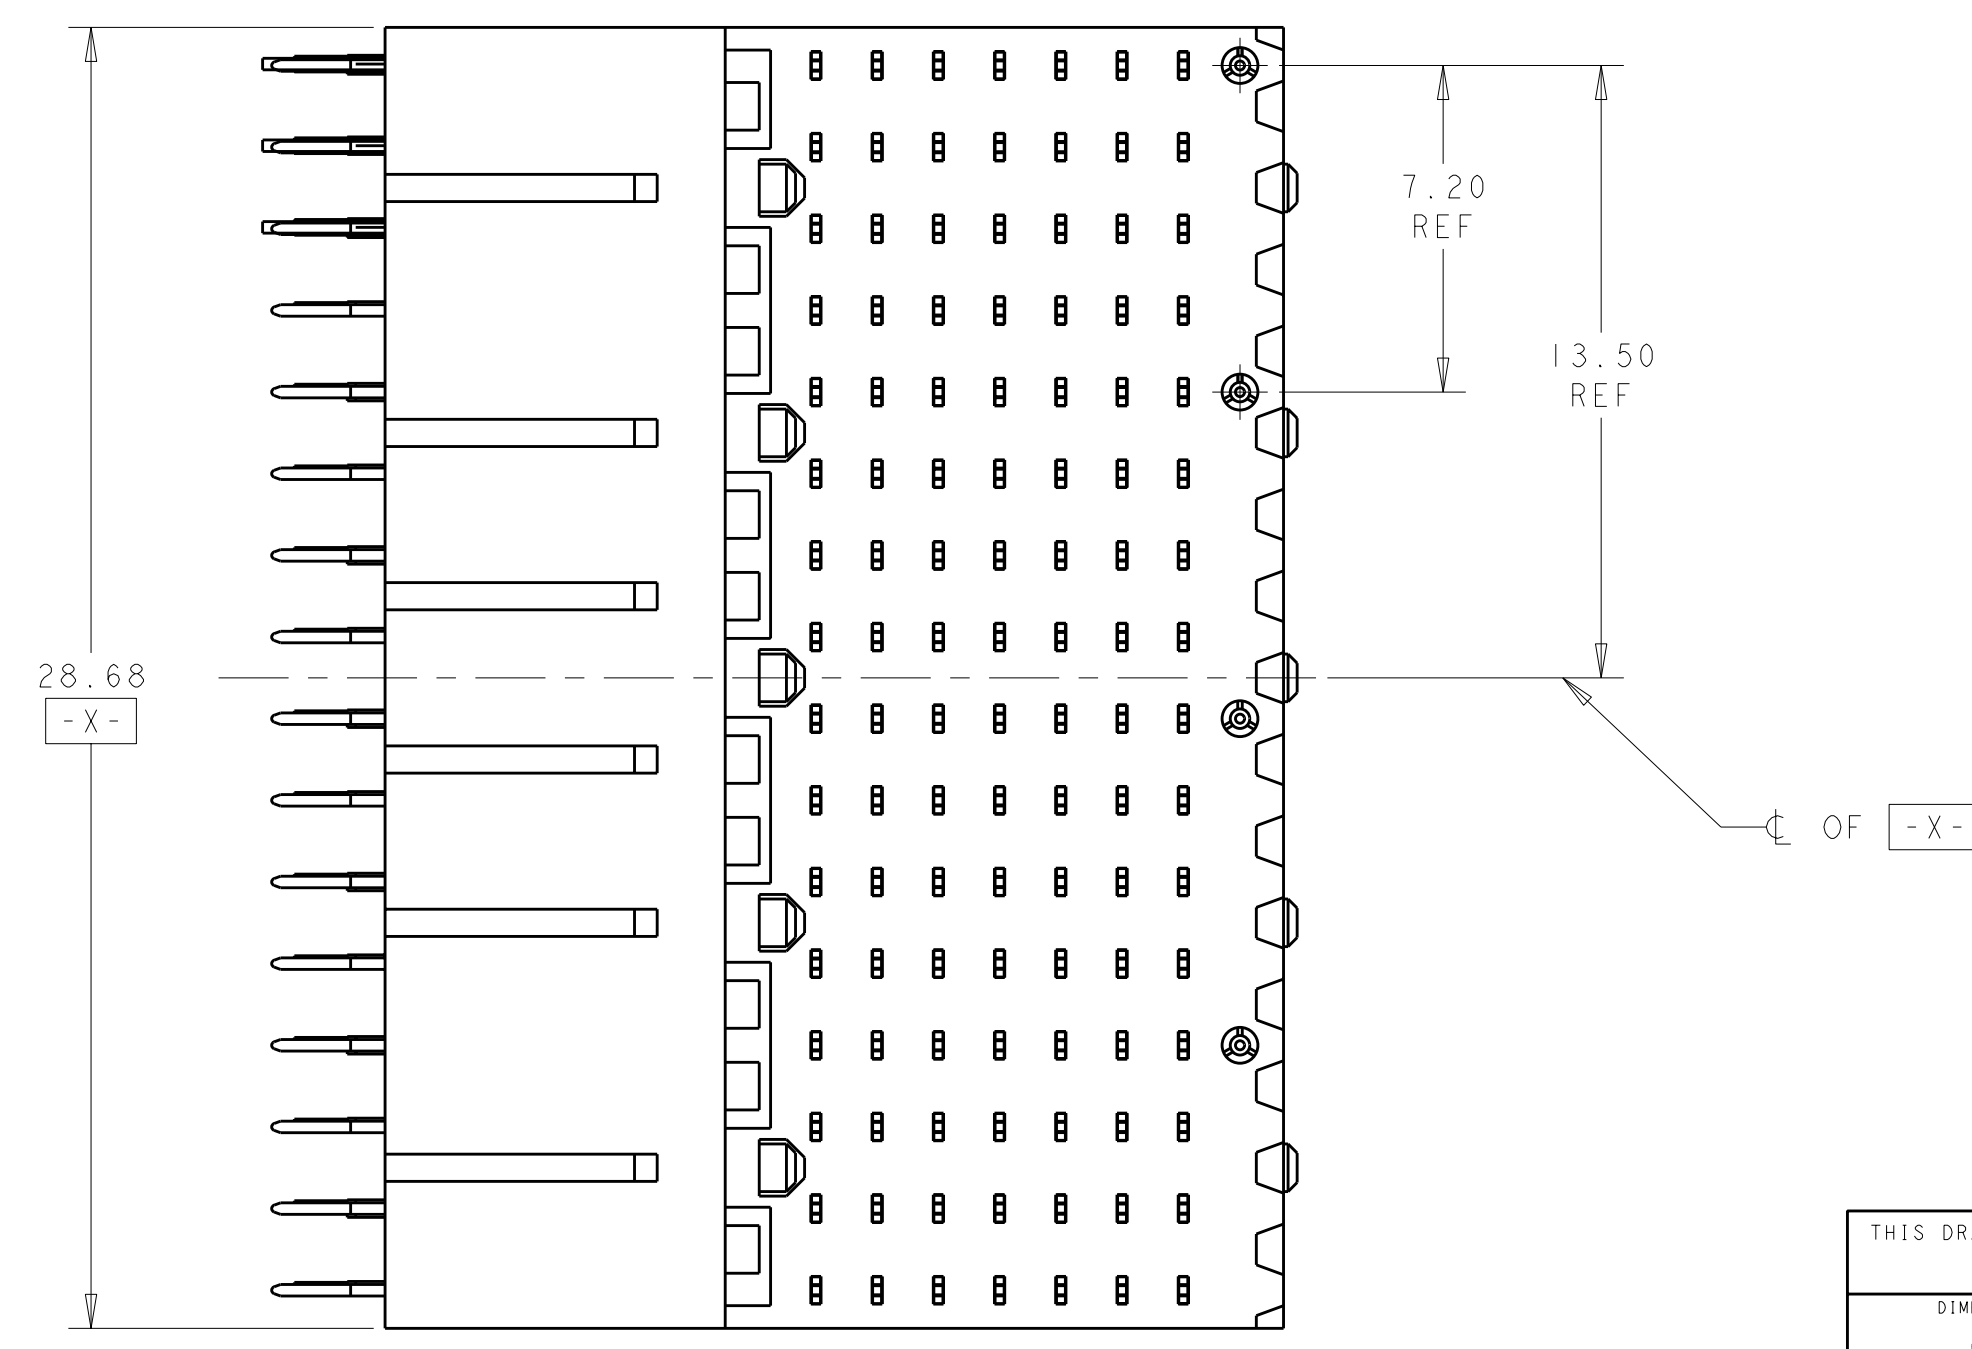 7.20
REF
13.50
REF
28.68
-X-
℄ OF -X-
THIS DR
DIM